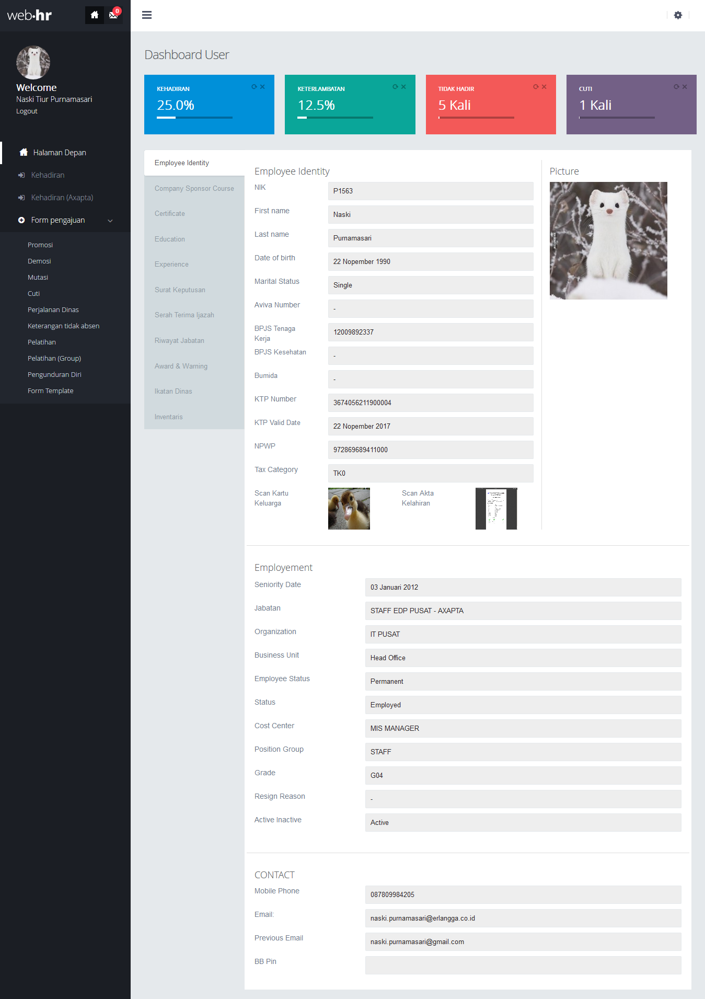 web·hr
0
Welcome
Naski Tiur Purnamasari
Logout
Halaman Depan
Kehadiran
Kehadiran (Axapta)
Form pengajuan
Promosi
Demosi
Mutasi
Cuti
Perjalanan Dinas
Keterangan tidak absen
Pelatihan
Pelatihan (Group)
Pengunduran Diri
Form Template
Dashboard User
KEHADIRAN
25.0%
KETERLAMBATAN
12.5%
TIDAK HADIR
5 Kali
CUTI
1 Kali
Employee Identity
Company Sponsor Course
Certificate
Education
Experience
Surat Keputusan
Serah Terima Ijazah
Riwayat Jabatan
Award & Warning
Ikatan Dinas
Inventaris
Employee Identity
NIK
P1563
First name
Naski
Last name
Purnamasari
Date of birth
22 Nopember 1990
Marital Status
Single
Aviva Number
-
BPJS Tenaga
Kerja
12009892337
BPJS Kesehatan
-
Bumida
-
KTP Number
3674056211900004
KTP Valid Date
22 Nopember 2017
NPWP
972869689411000
Tax Category
TK0
Scan Kartu
Keluarga
Scan Akta
Kelahiran
Picture
Employement
Seniority Date
03 Januari 2012
Jabatan
STAFF EDP PUSAT - AXAPTA
Organization
IT PUSAT
Business Unit
Head Office
Employee Status
Permanent
Status
Employed
Cost Center
MIS MANAGER
Position Group
STAFF
Grade
G04
Resign Reason
-
Active Inactive
Active
CONTACT
Mobile Phone
087809984205
Email:
naski.purnamasari@erlangga.co.id
Previous Email
naski.purnamasari@gmail.com
BB Pin